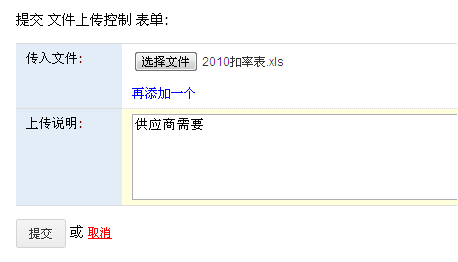 提交 文件上传控制 表单:
传入文件: 选择文件 2010扣率表.xls
再添加一个
上传说明: 供应商需要
提交 或 取消